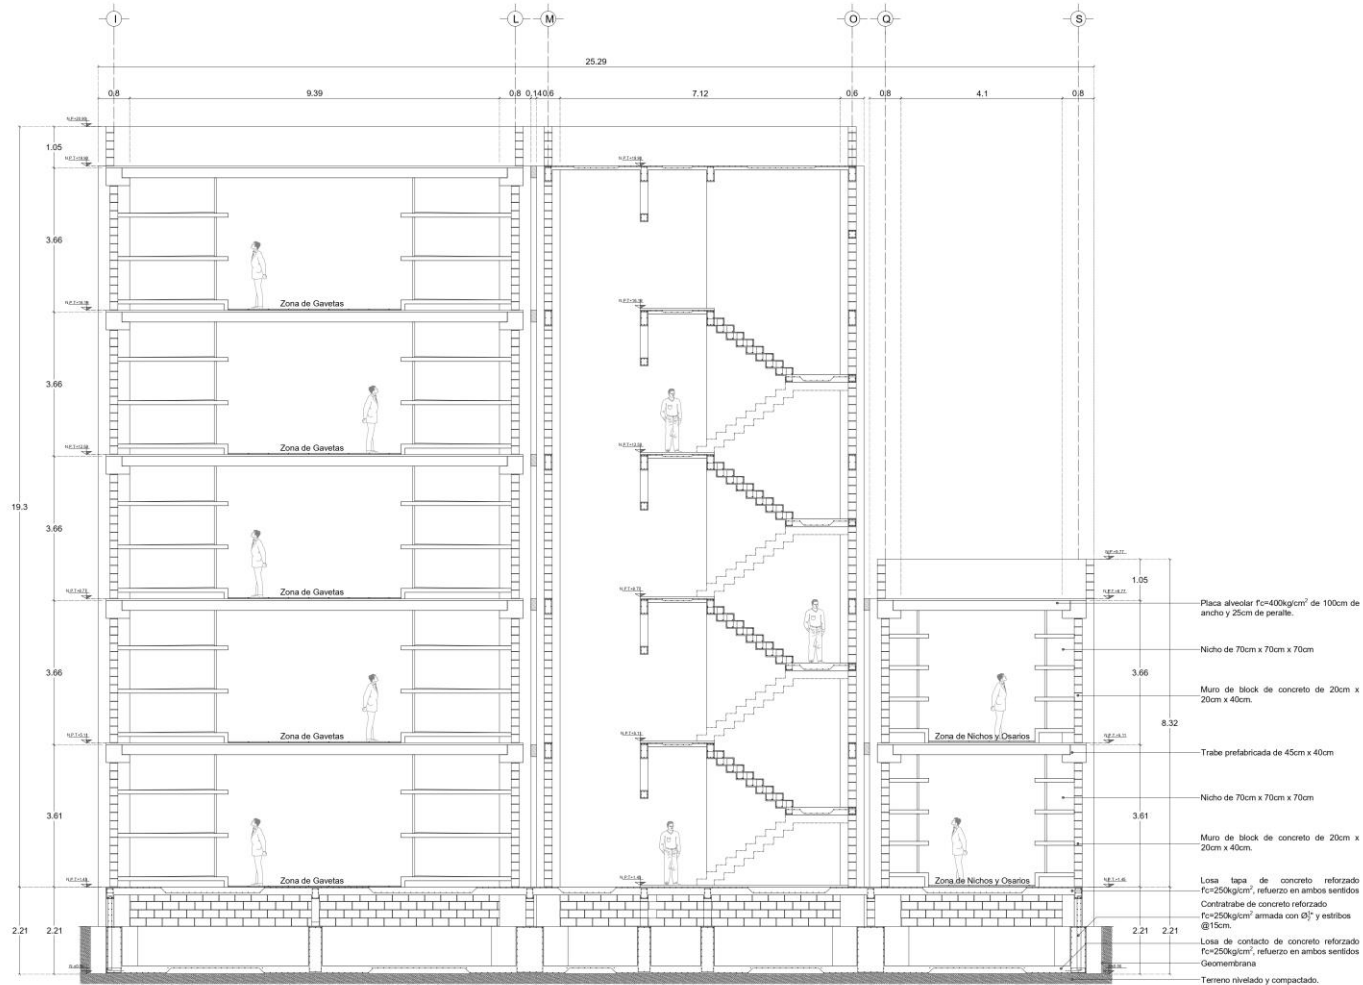 I L M O Q S
25.29
0.8 9.39 0.8 0.14 0.6 7.12 0.6 0.8 4.1 0.8
1.05
3.66
Zona de Gavetas
3.66
Zona de Gavetas
19.3
3.66
1.05
Placa alveolar f'c=400kg/cm² de 100cm de
ancho y 25cm de peralte.
Zona de Gavetas
Nicho de 70cm x 70cm x 70cm
3.66
3.66
Muro de block de concreto de 20cm x
20cm x 40cm.
8.32
Zona de Gavetas
Zona de Nichos y Osarios
Trabe prefabricada de 45cm x 40cm
Nicho de 70cm x 70cm x 70cm
3.61
3.61
Muro de block de concreto de 20cm x
20cm x 40cm.
Zona de Gavetas
Zona de Nichos y Osarios
Losa tapa de concreto reforzado
f'c=250kg/cm², refuerzo en ambos sentidos
Contratrabe de concreto reforzado
f'c=250kg/cm² armada con y estribos
@15cm.
2.21 2.21
2.21 2.21
Losa de contacto de concreto reforzado
f'c=250kg/cm², refuerzo en ambos sentidos
Geomembrana
Terreno nivelado y compactado.